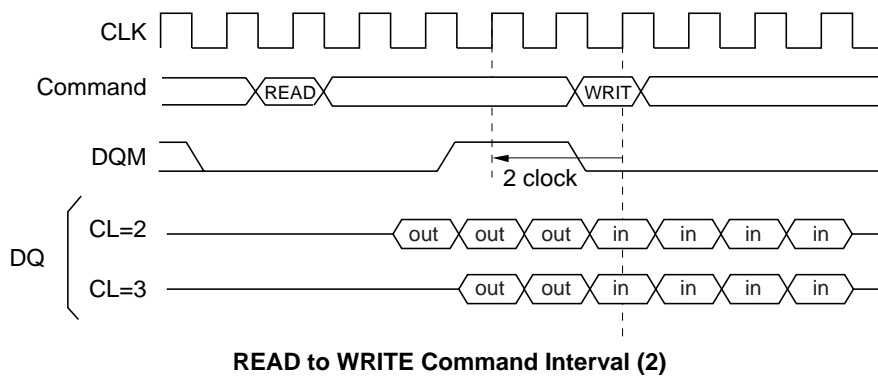 CLK
Command READ WRIT
DQM
2 clock
DQ
CL=2 out out out in in in in
CL=3 out out in in in in
READ to WRITE Command Interval (2)